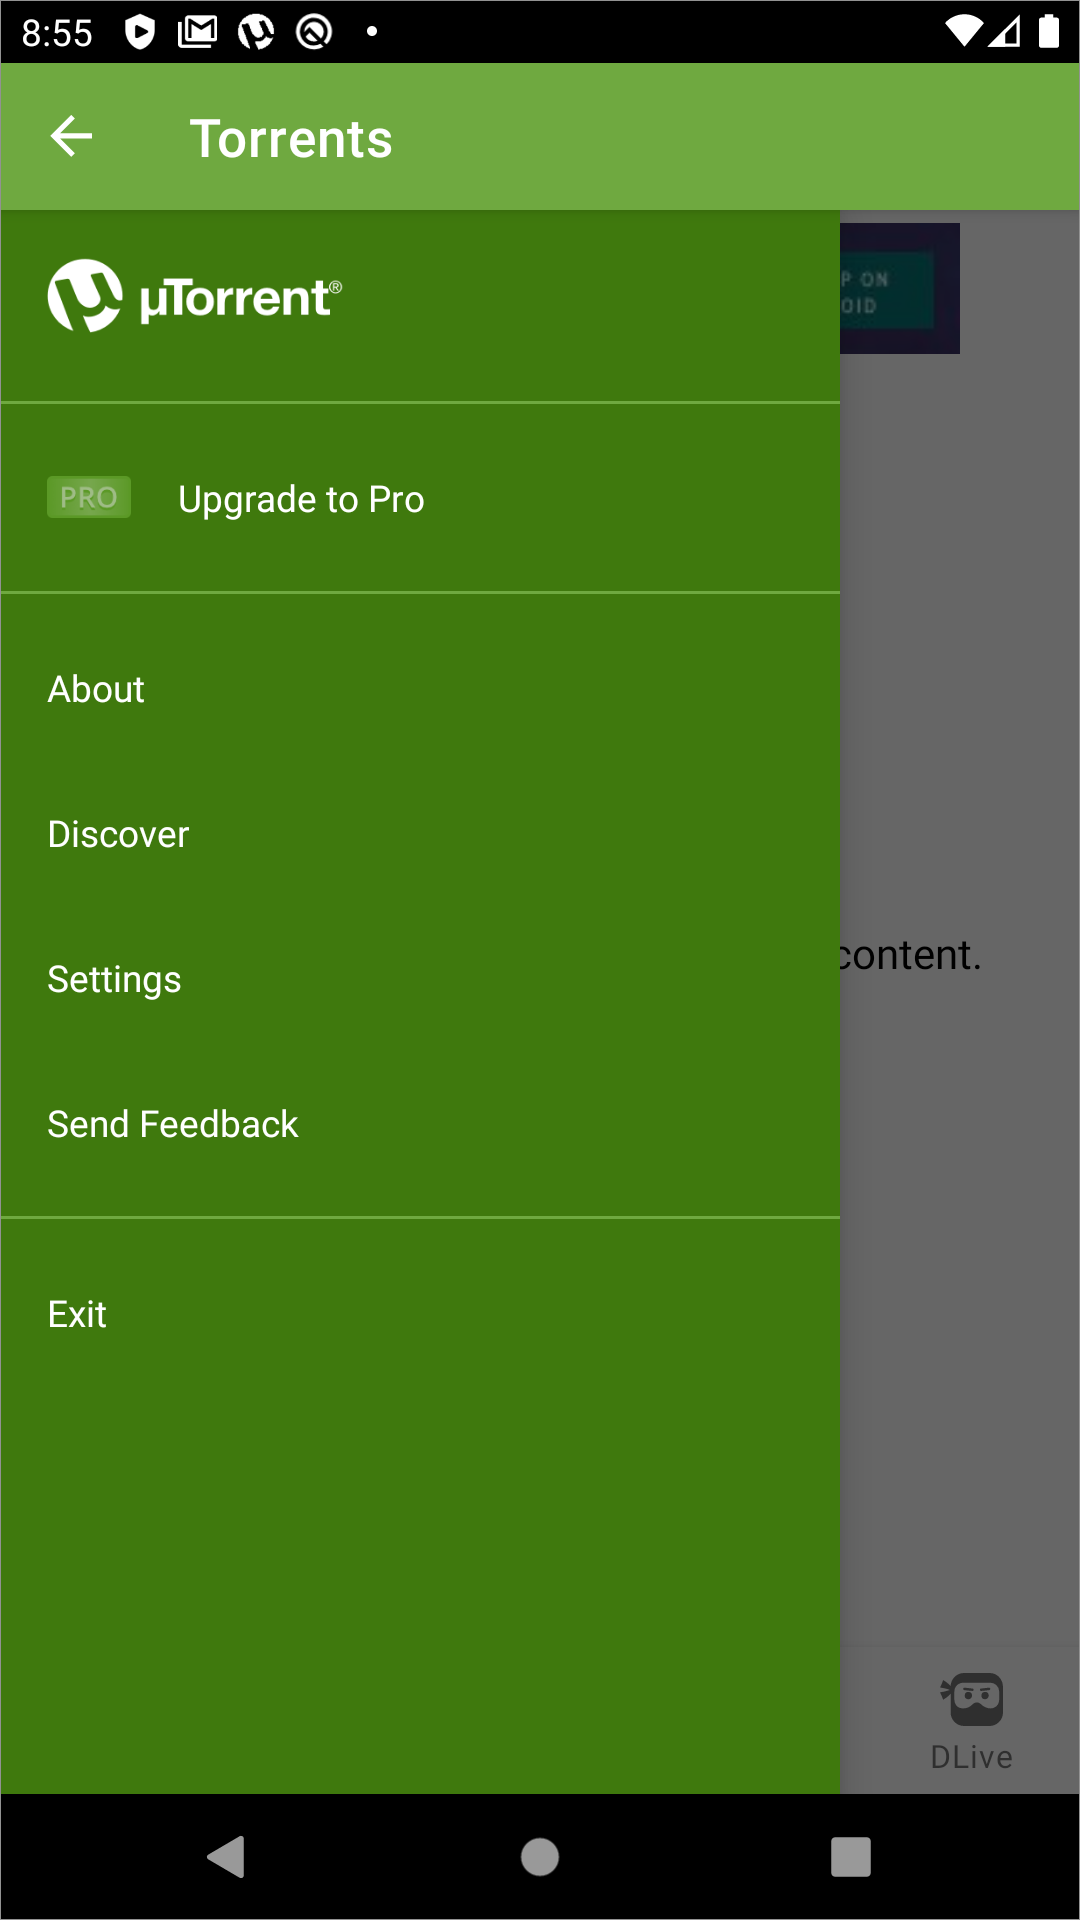 8:55
Torrents
µTorrent®
P ON
OID
PRO Upgrade to Pro
About
Discover
Settings
content.
Send Feedback
Exit
DLive